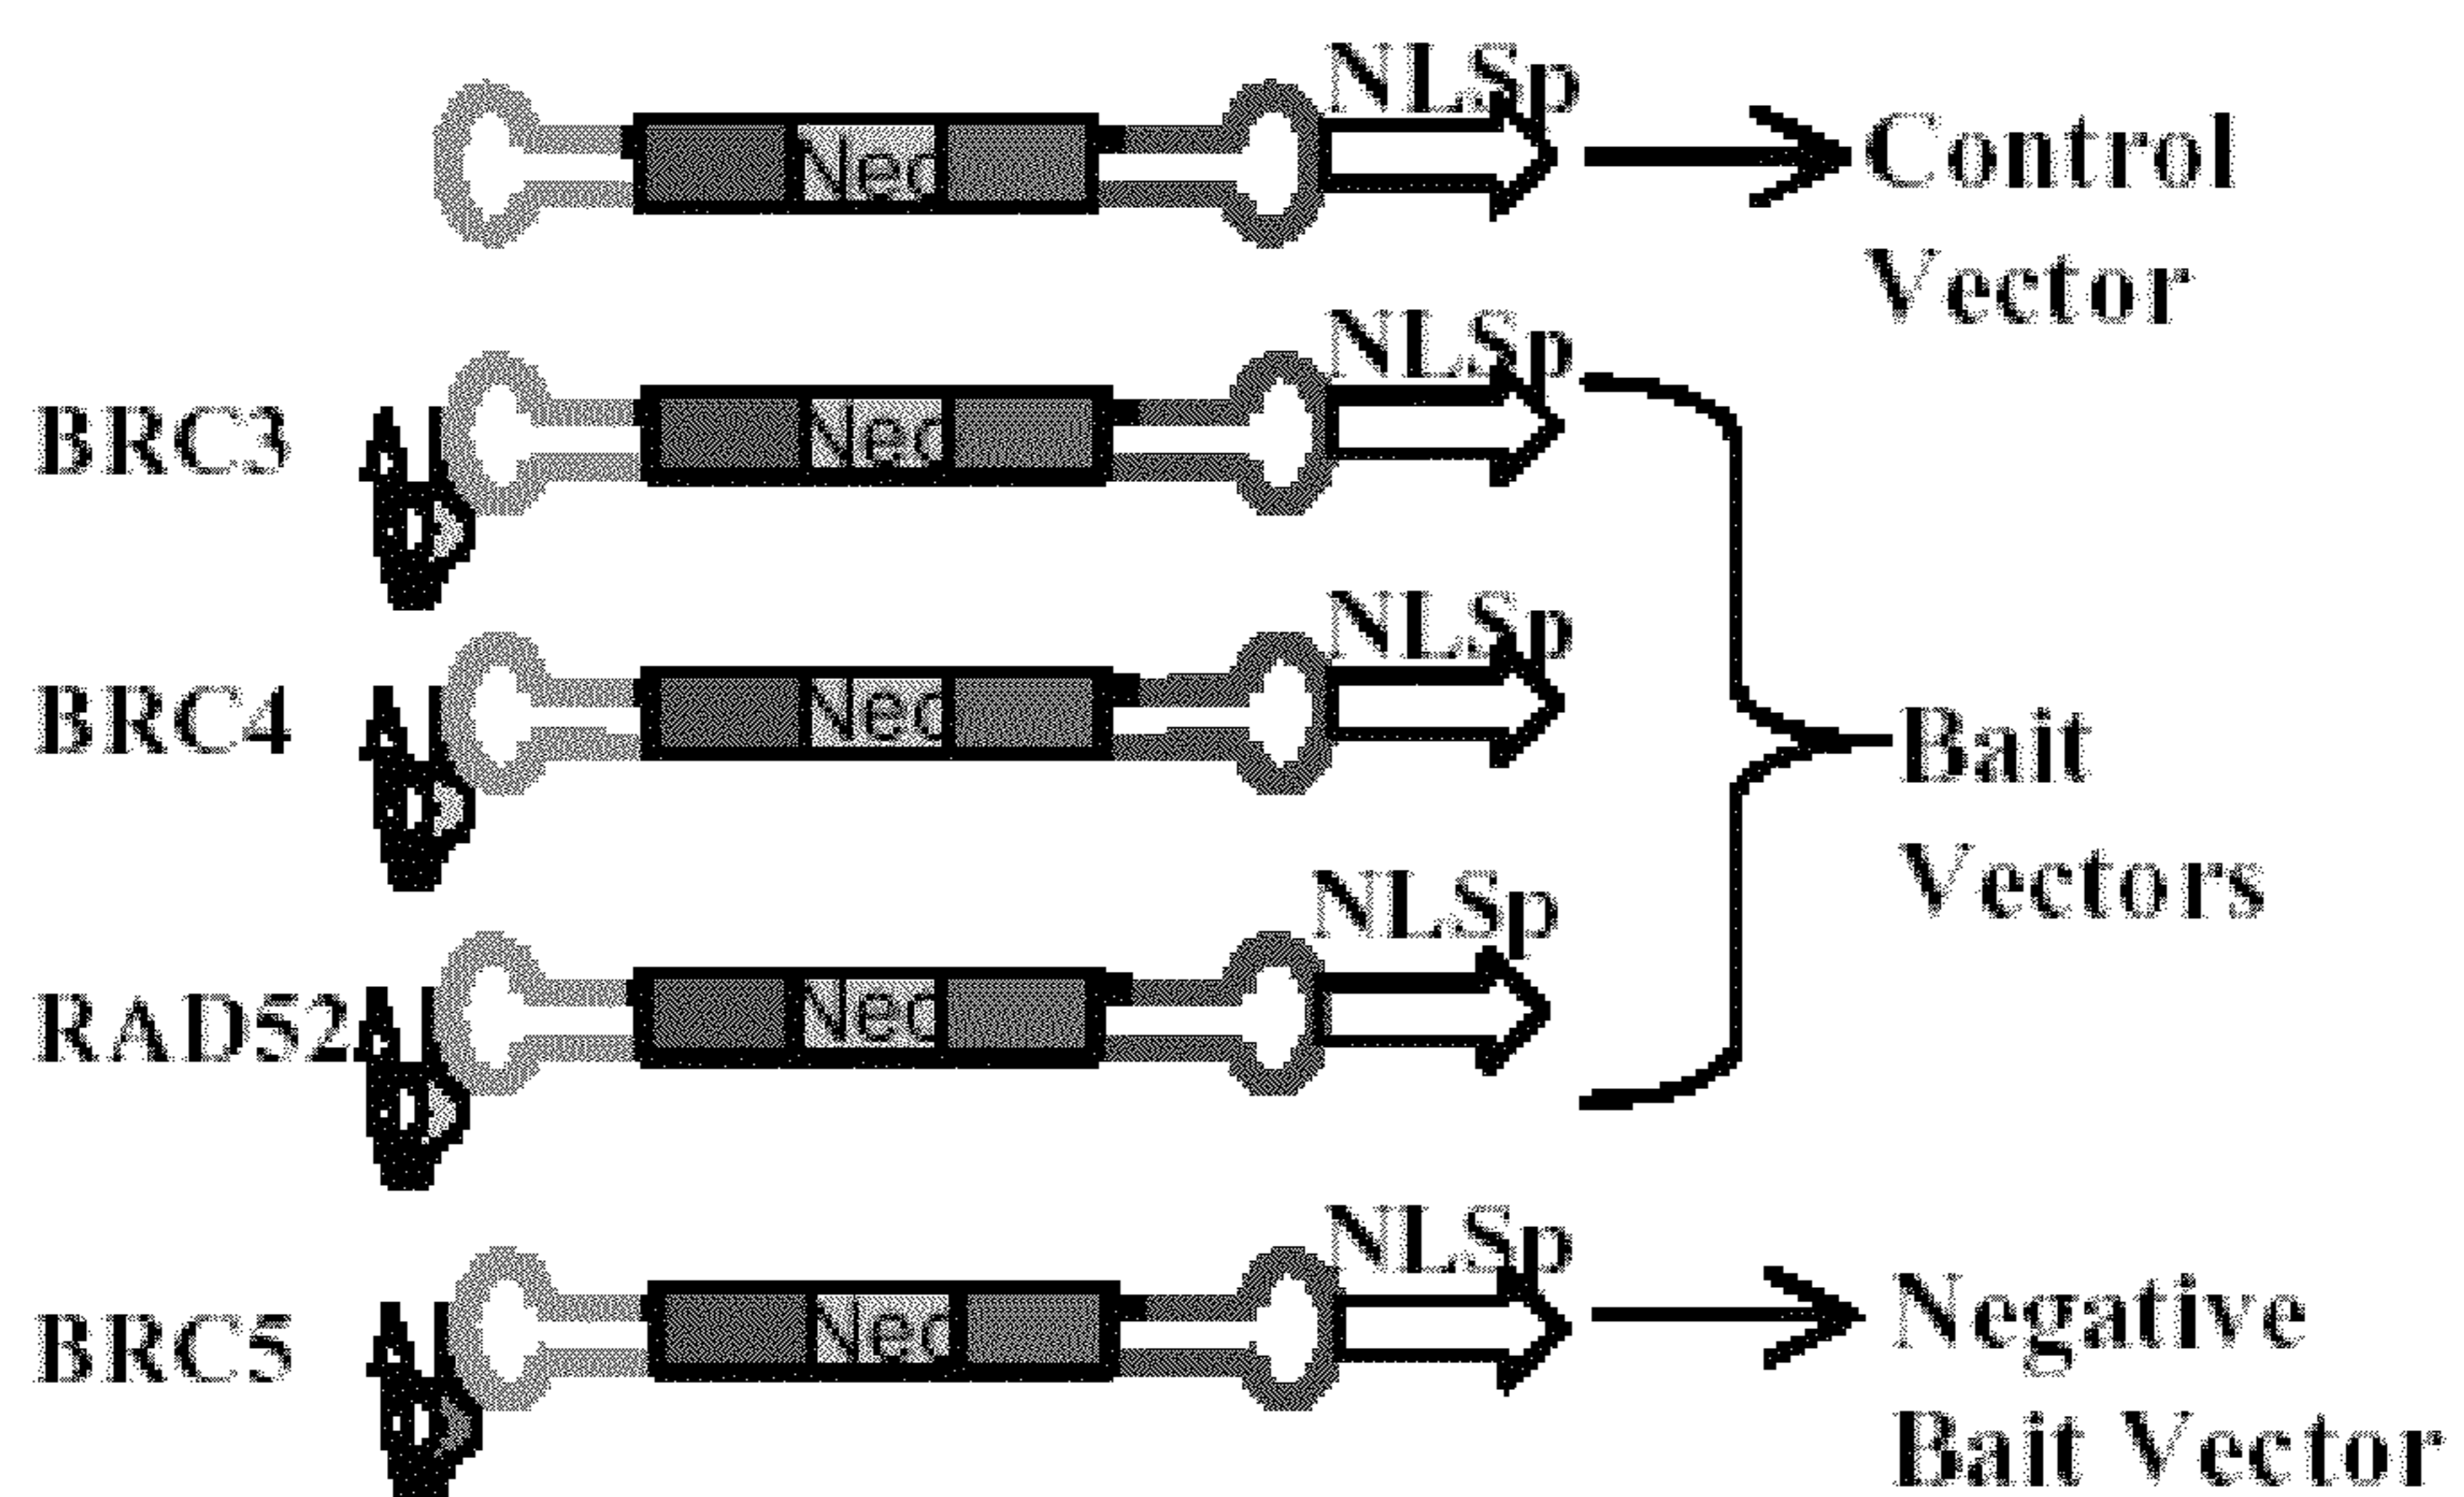 NLSp
Neo
Control
Vector
NLSp
BRC3
Neo
NLSp
BRC4
Neo
Bait
Vectors
NLSp
RAD52
Neo
NLSp
BRC5
Neo
Negative
Bait Vector